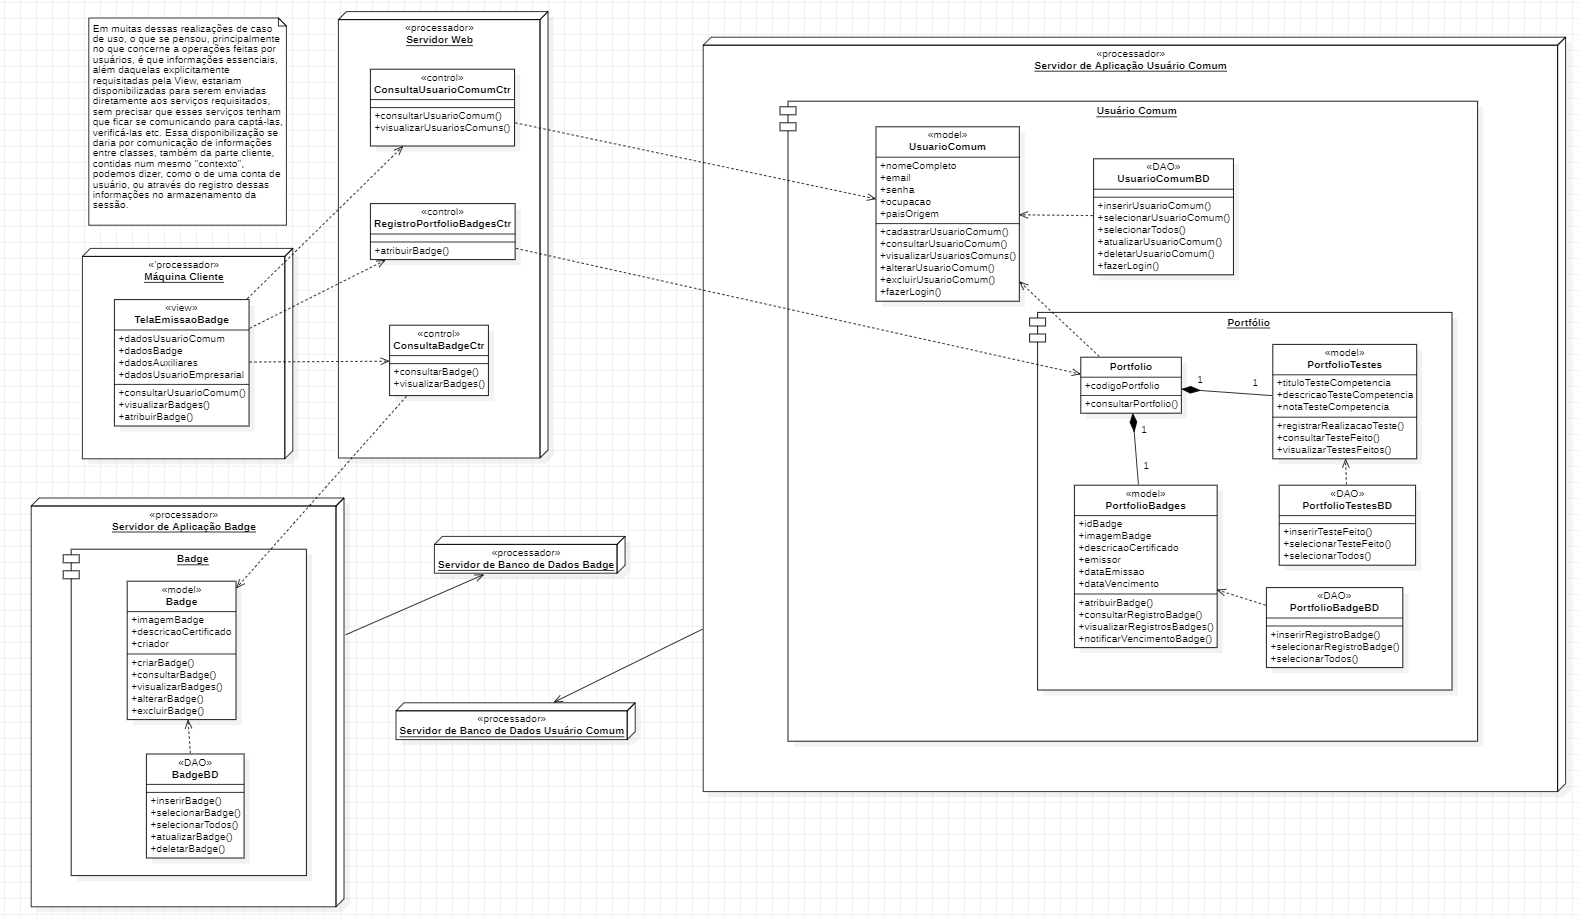 Em muitas dessas realizações de caso
de uso, o que se pensou, principalmente
no que concerne a operações feitas por
usuários, é que informações essenciais,
além daquelas explicitamente
requisitadas pela View, estariam
disponibilizadas para serem enviadas
diretamente aos serviços requisitados,
sem precisar que esses serviços tenham
que ficar se comunicando para captá-las,
verificá-las etc. Essa disponibilização se
daria por comunicação de informações
entre classes, também da parte cliente,
contidas num mesmo "contexto",
podemos dizer, como o de uma conta de
usuário, ou através do registro dessas
informações no armazenamento da
sessão.
«'processador»
Máquina Cliente
«view»
TelaEmissaoBadge
+dadosUsuarioComum
+dadosBadge
+dadosAuxiliares
+dadosUsuarioEmpresarial
+consultarUsuarioComum()
+visualizarBadges()
+atribuirBadge()
«processador»
Servidor Web
«control»
ConsultaUsuarioComumCtr
+consultarUsuarioComum()
+visualizarUsuariosComuns()
«control»
RegistroPortfolioBadgesCtr
+atribuirBadge()
«control»
ConsultaBadgeCtr
+consultarBadge()
+visualizarBadges()
«processador»
Servidor de Aplicação Badge
Badge
«model»
Badge
+imagemBadge
+descricaoCertificado
+criador
+criarBadge()
+consultarBadge()
+visualizarBadges()
+alterarBadge()
+excluirBadge()
«DAO»
BadgeBD
+inserirBadge()
+selecionarBadge()
+selecionarTodos()
+atualizarBadge()
+deletarBadge()
«processador»
Servidor de Banco de Dados Badge
«processador»
Servidor de Banco de Dados Usuário Comum
«processador»
Servidor de Aplicação Usuário Comum
Usuário Comum
«model»
UsuarioComum
+nomeCompleto
+email
+senha
+ocupacao
+paisOrigem
+cadastrarUsuarioComum()
+consultarUsuarioComum()
+visualizarUsuariosComuns()
+alterarUsuarioComum()
+excluirUsuarioComum()
+fazerLogin()
«DAO»
UsuarioComumBD
+inserirUsuarioComum()
+selecionarUsuarioComum()
+selecionarTodos()
+atualizarUsuarioComum()
+deletarUsuarioComum()
+fazerLogin()
Portfólio
Portfolio
+codigoPortfolio
+consultarPortfolio()
1
1
1
1
«model»
PortfolioTestes
+tituloTesteCompetencia
+descricaoTesteCompetencia
+notaTesteCompetencia
+registrarRealizacaoTeste()
+consultarTesteFeito()
+visualizarTestesFeitos()
«DAO»
PortfolioTestesBD
+inserirTesteFeito()
+selecionarTesteFeito()
+selecionarTodos()
«model»
PortfolioBadges
+idBadge
+imagemBadge
+descricaoCertificado
+emissor
+dataEmissao
+dataVencimento
+atribuirBadge()
+consultarRegistroBadge()
+visualizarRegistrosBadges()
+notificarVencimentoBadge()
«DAO»
PortfolioBadgeBD
+inserirRegistroBadge()
+selecionarRegistroBadge()
+selecionarTodos()